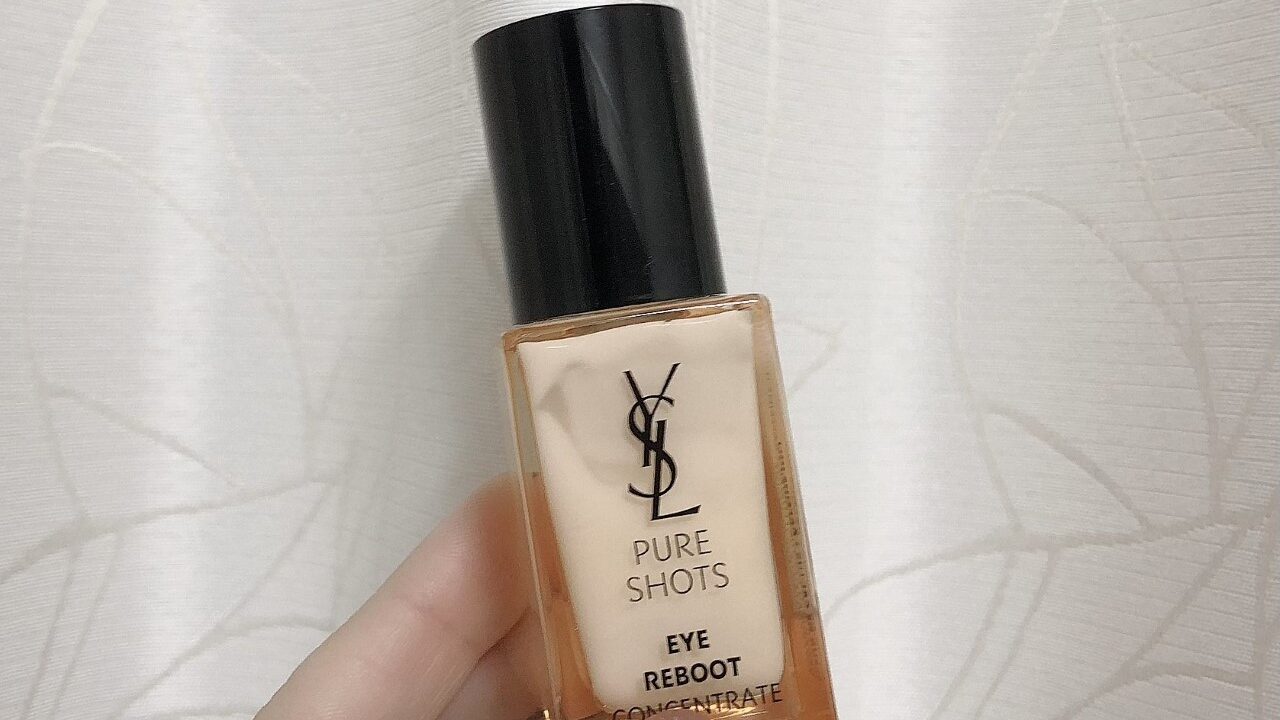 YSL
PURE
SHOTS
EYE
REBOOT
CONCENTRATE